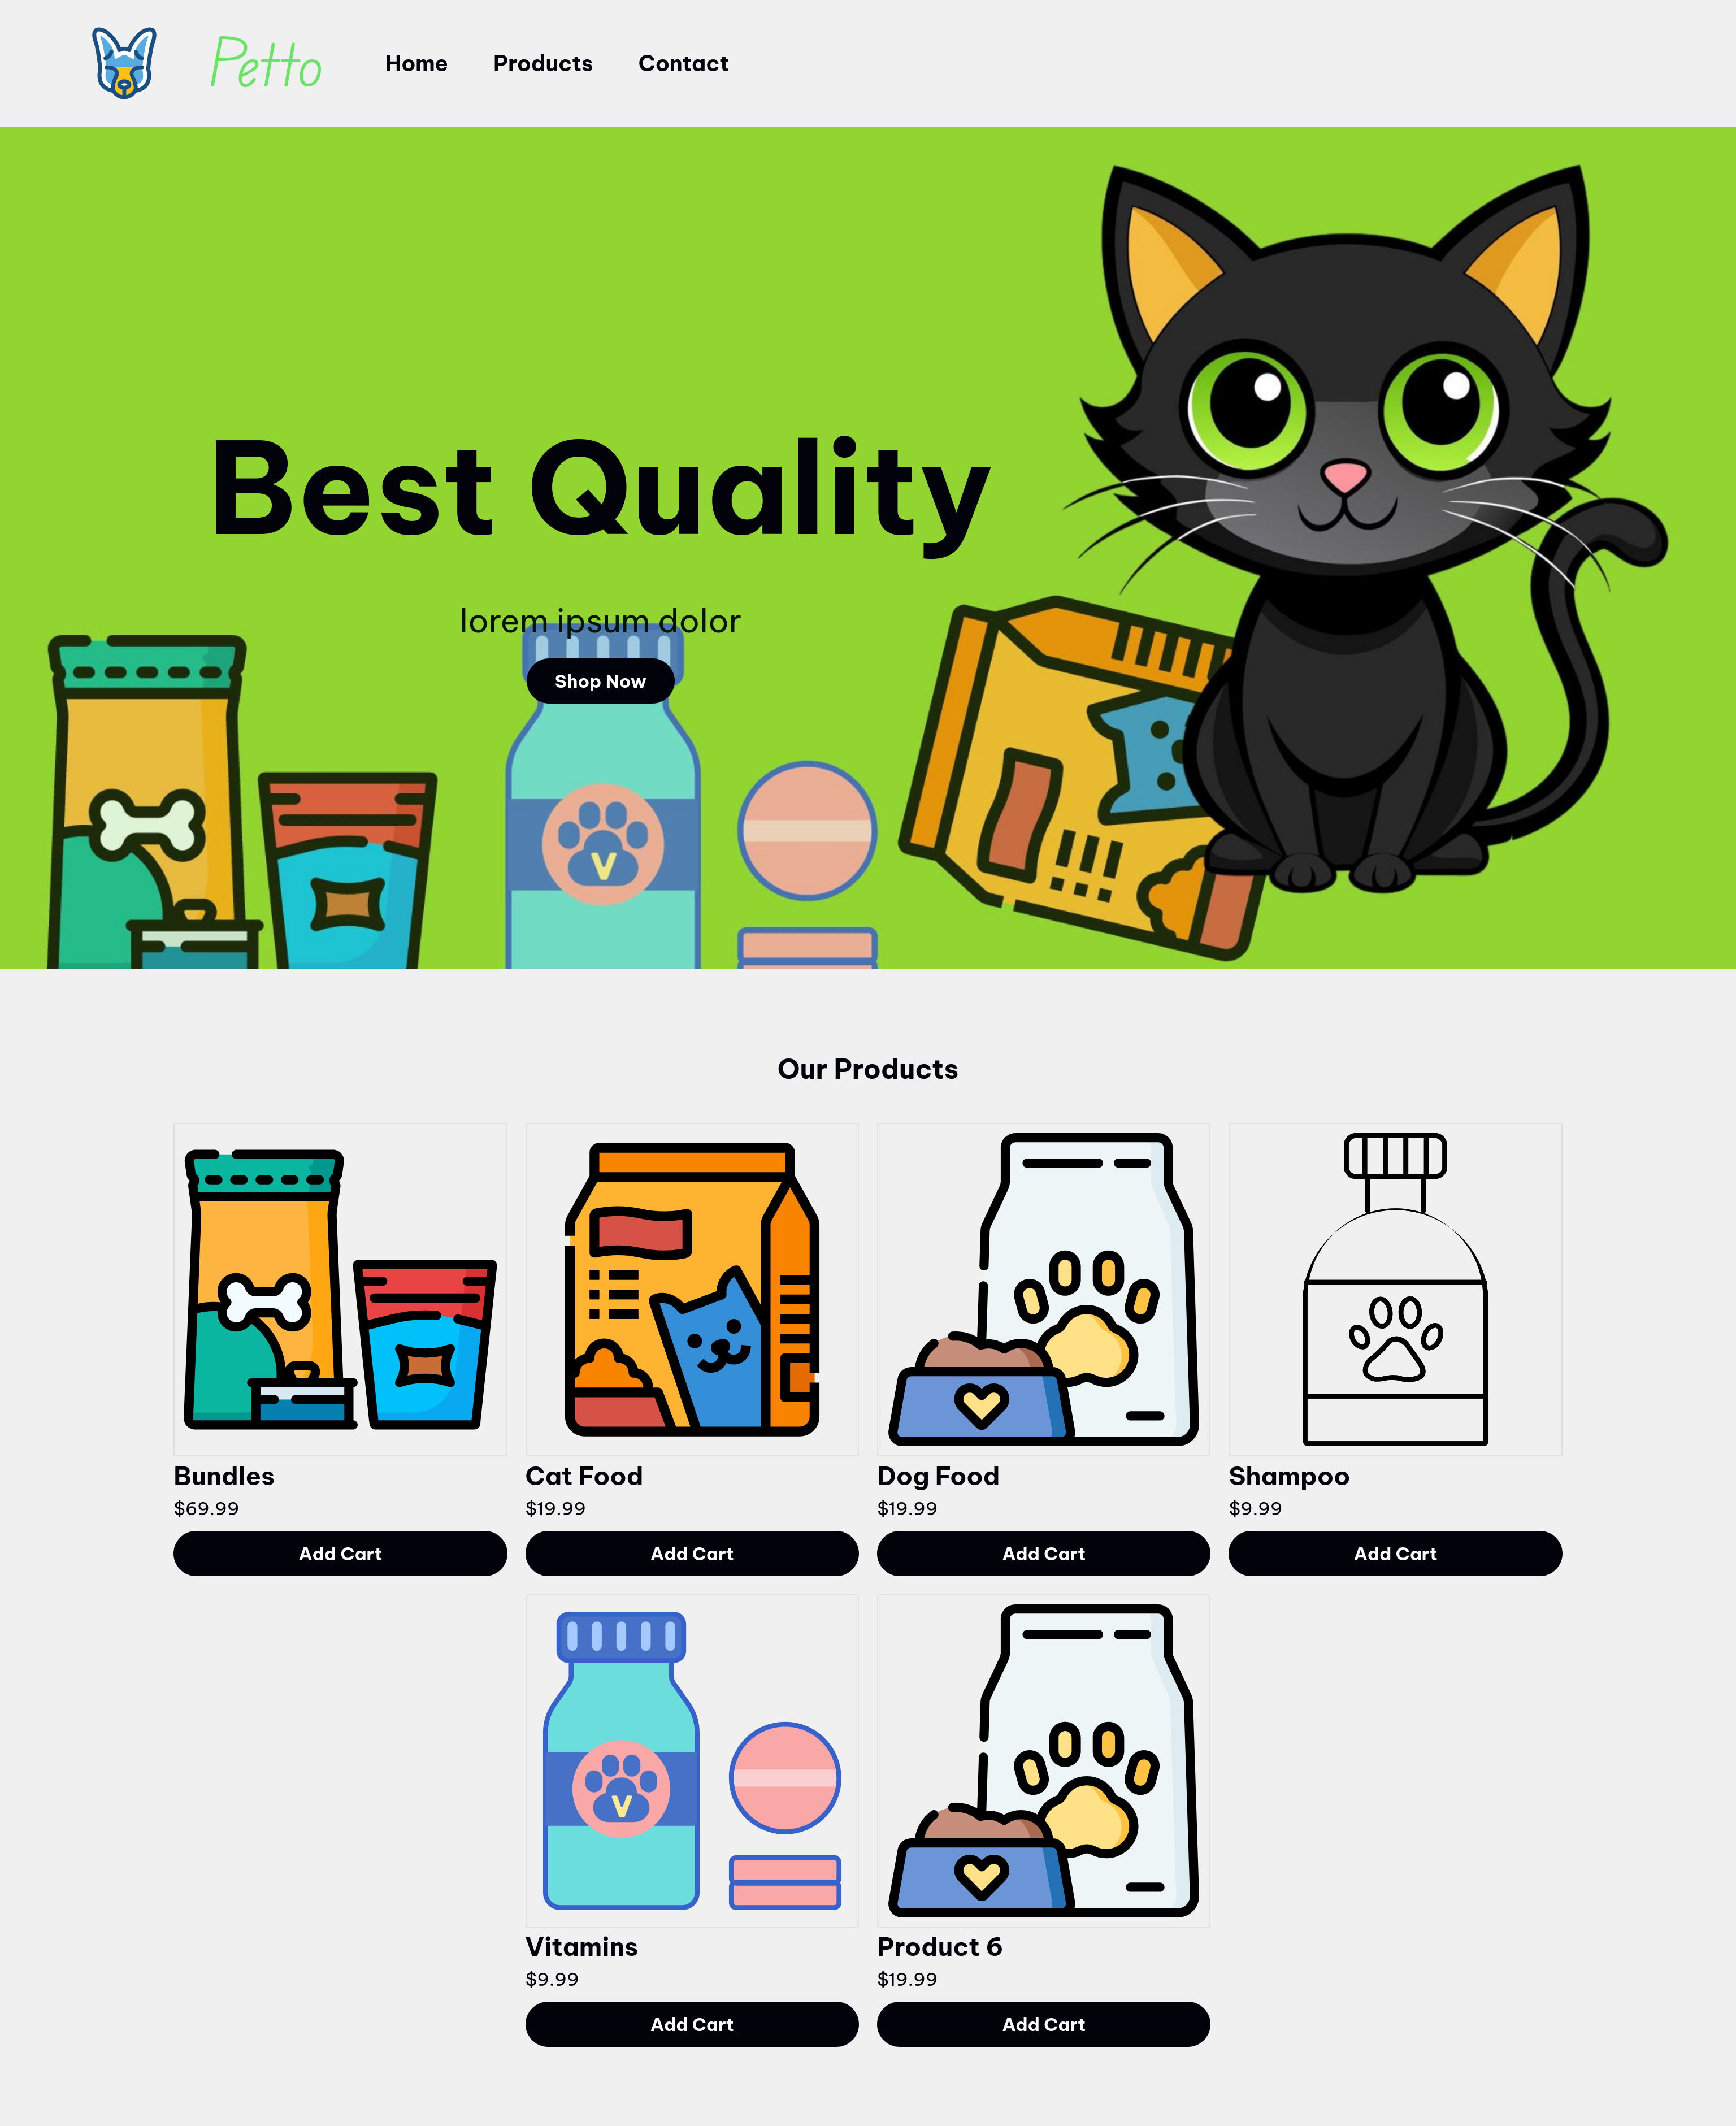 Petto
Home Products Contact
Best Quality
lorem ipsum dolor
Shop Now
V
Our Products
Bundles Cat Food Dog Food Shampoo
$69.99 $19.99 $19.99 $9.99
Add Cart Add Cart Add Cart Add Cart
V
Vitamins Product 6
$9.99 $19.99
Add Cart Add Cart